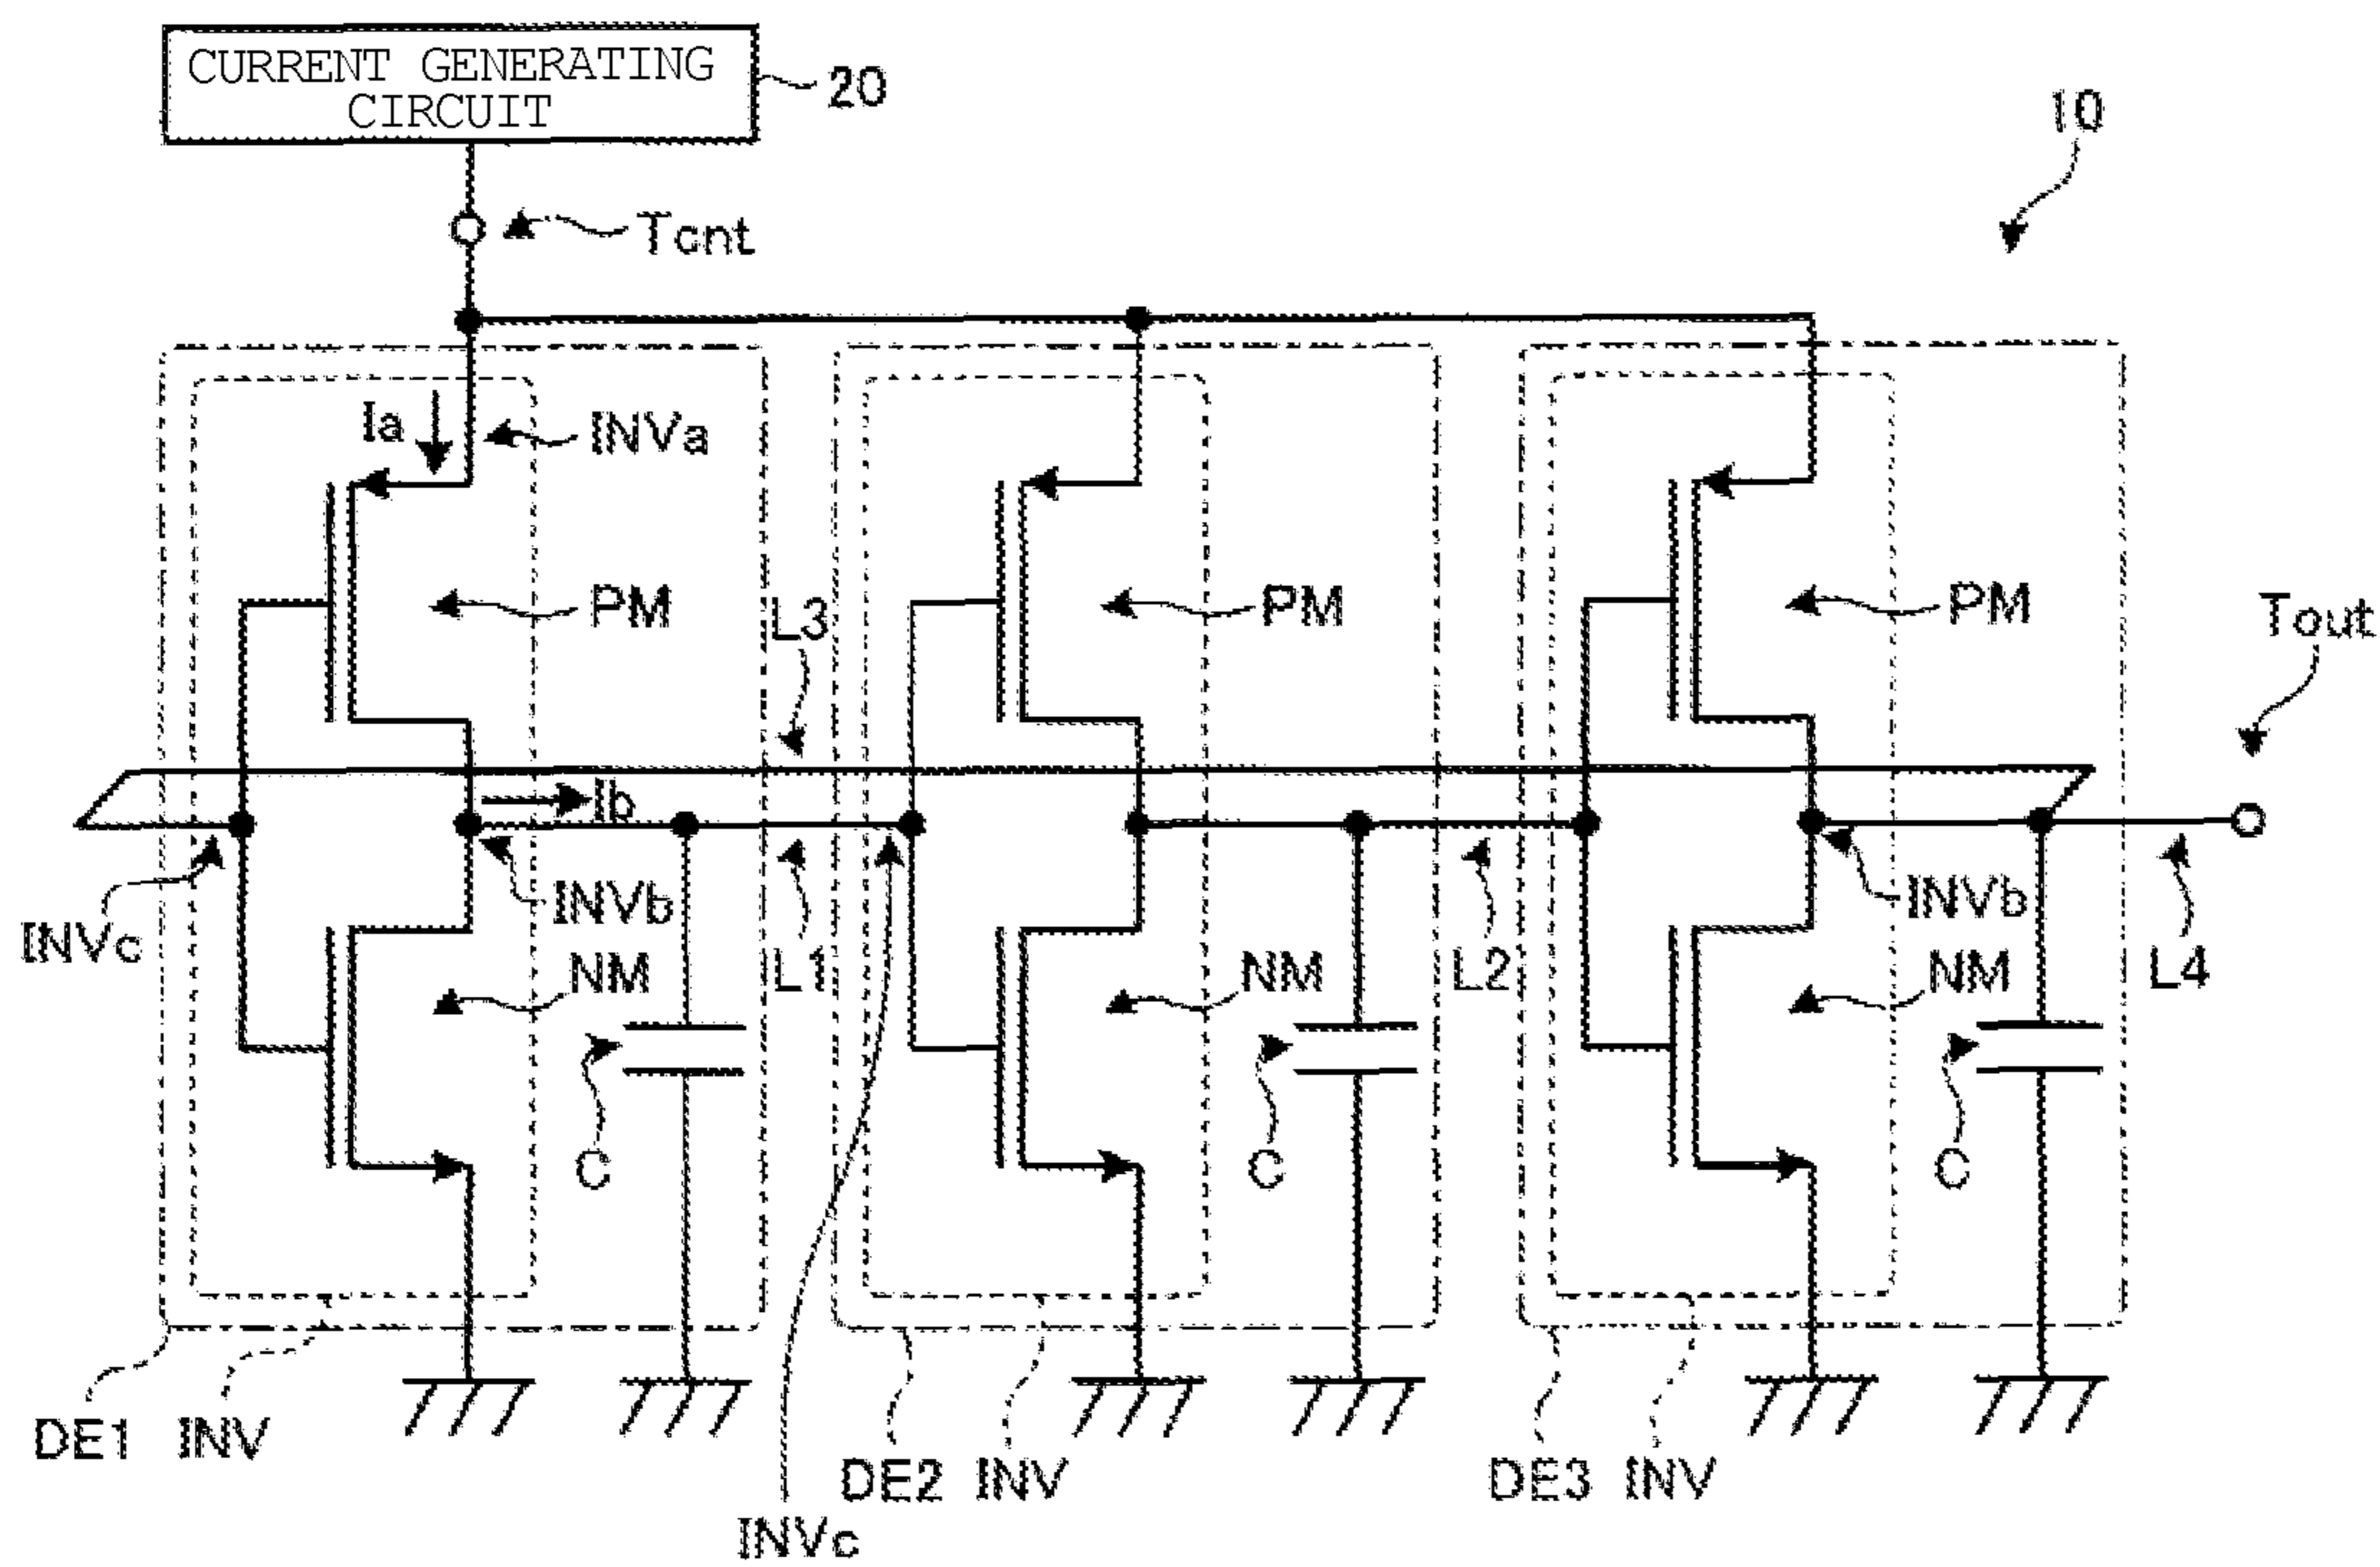 CURRENT GENERATING
CIRCUIT
20
10
Tcnt
Ia
INVa
PM
L3
PM
PM
Tout
Ib
INVc
INVb
NM
L1
NM
L2
INVb
NM
L4
C
C
C
DE1
INV
DE2
INV
DE3
INV
INVc